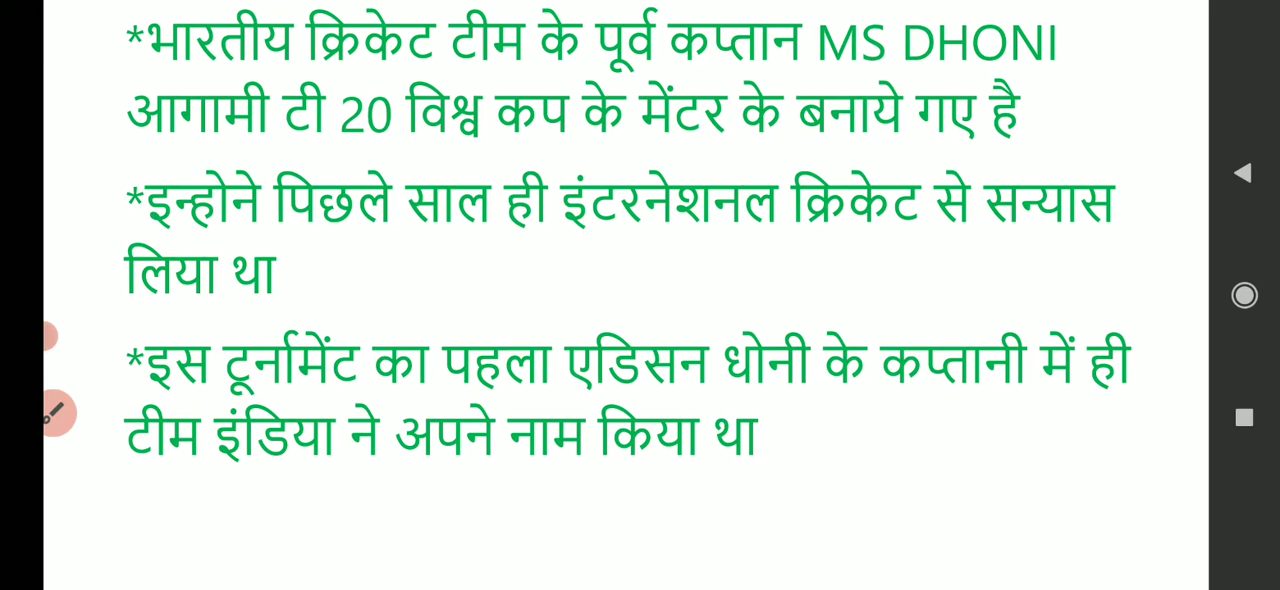 *भारतीय क्रिकेट टीम के पूर्व कप्तान MS DHONI
आगामी टी 20 विश्व कप के मेंटर के बनाये गए है
*इन्होने पिछले साल ही इंटरनेशनल क्रिकेट से सन्यास
लिया था
*इस टूर्नामेंट का पहला एडिसन धोनी के कप्तानी में ही
टीम इंडिया ने अपने नाम किया था